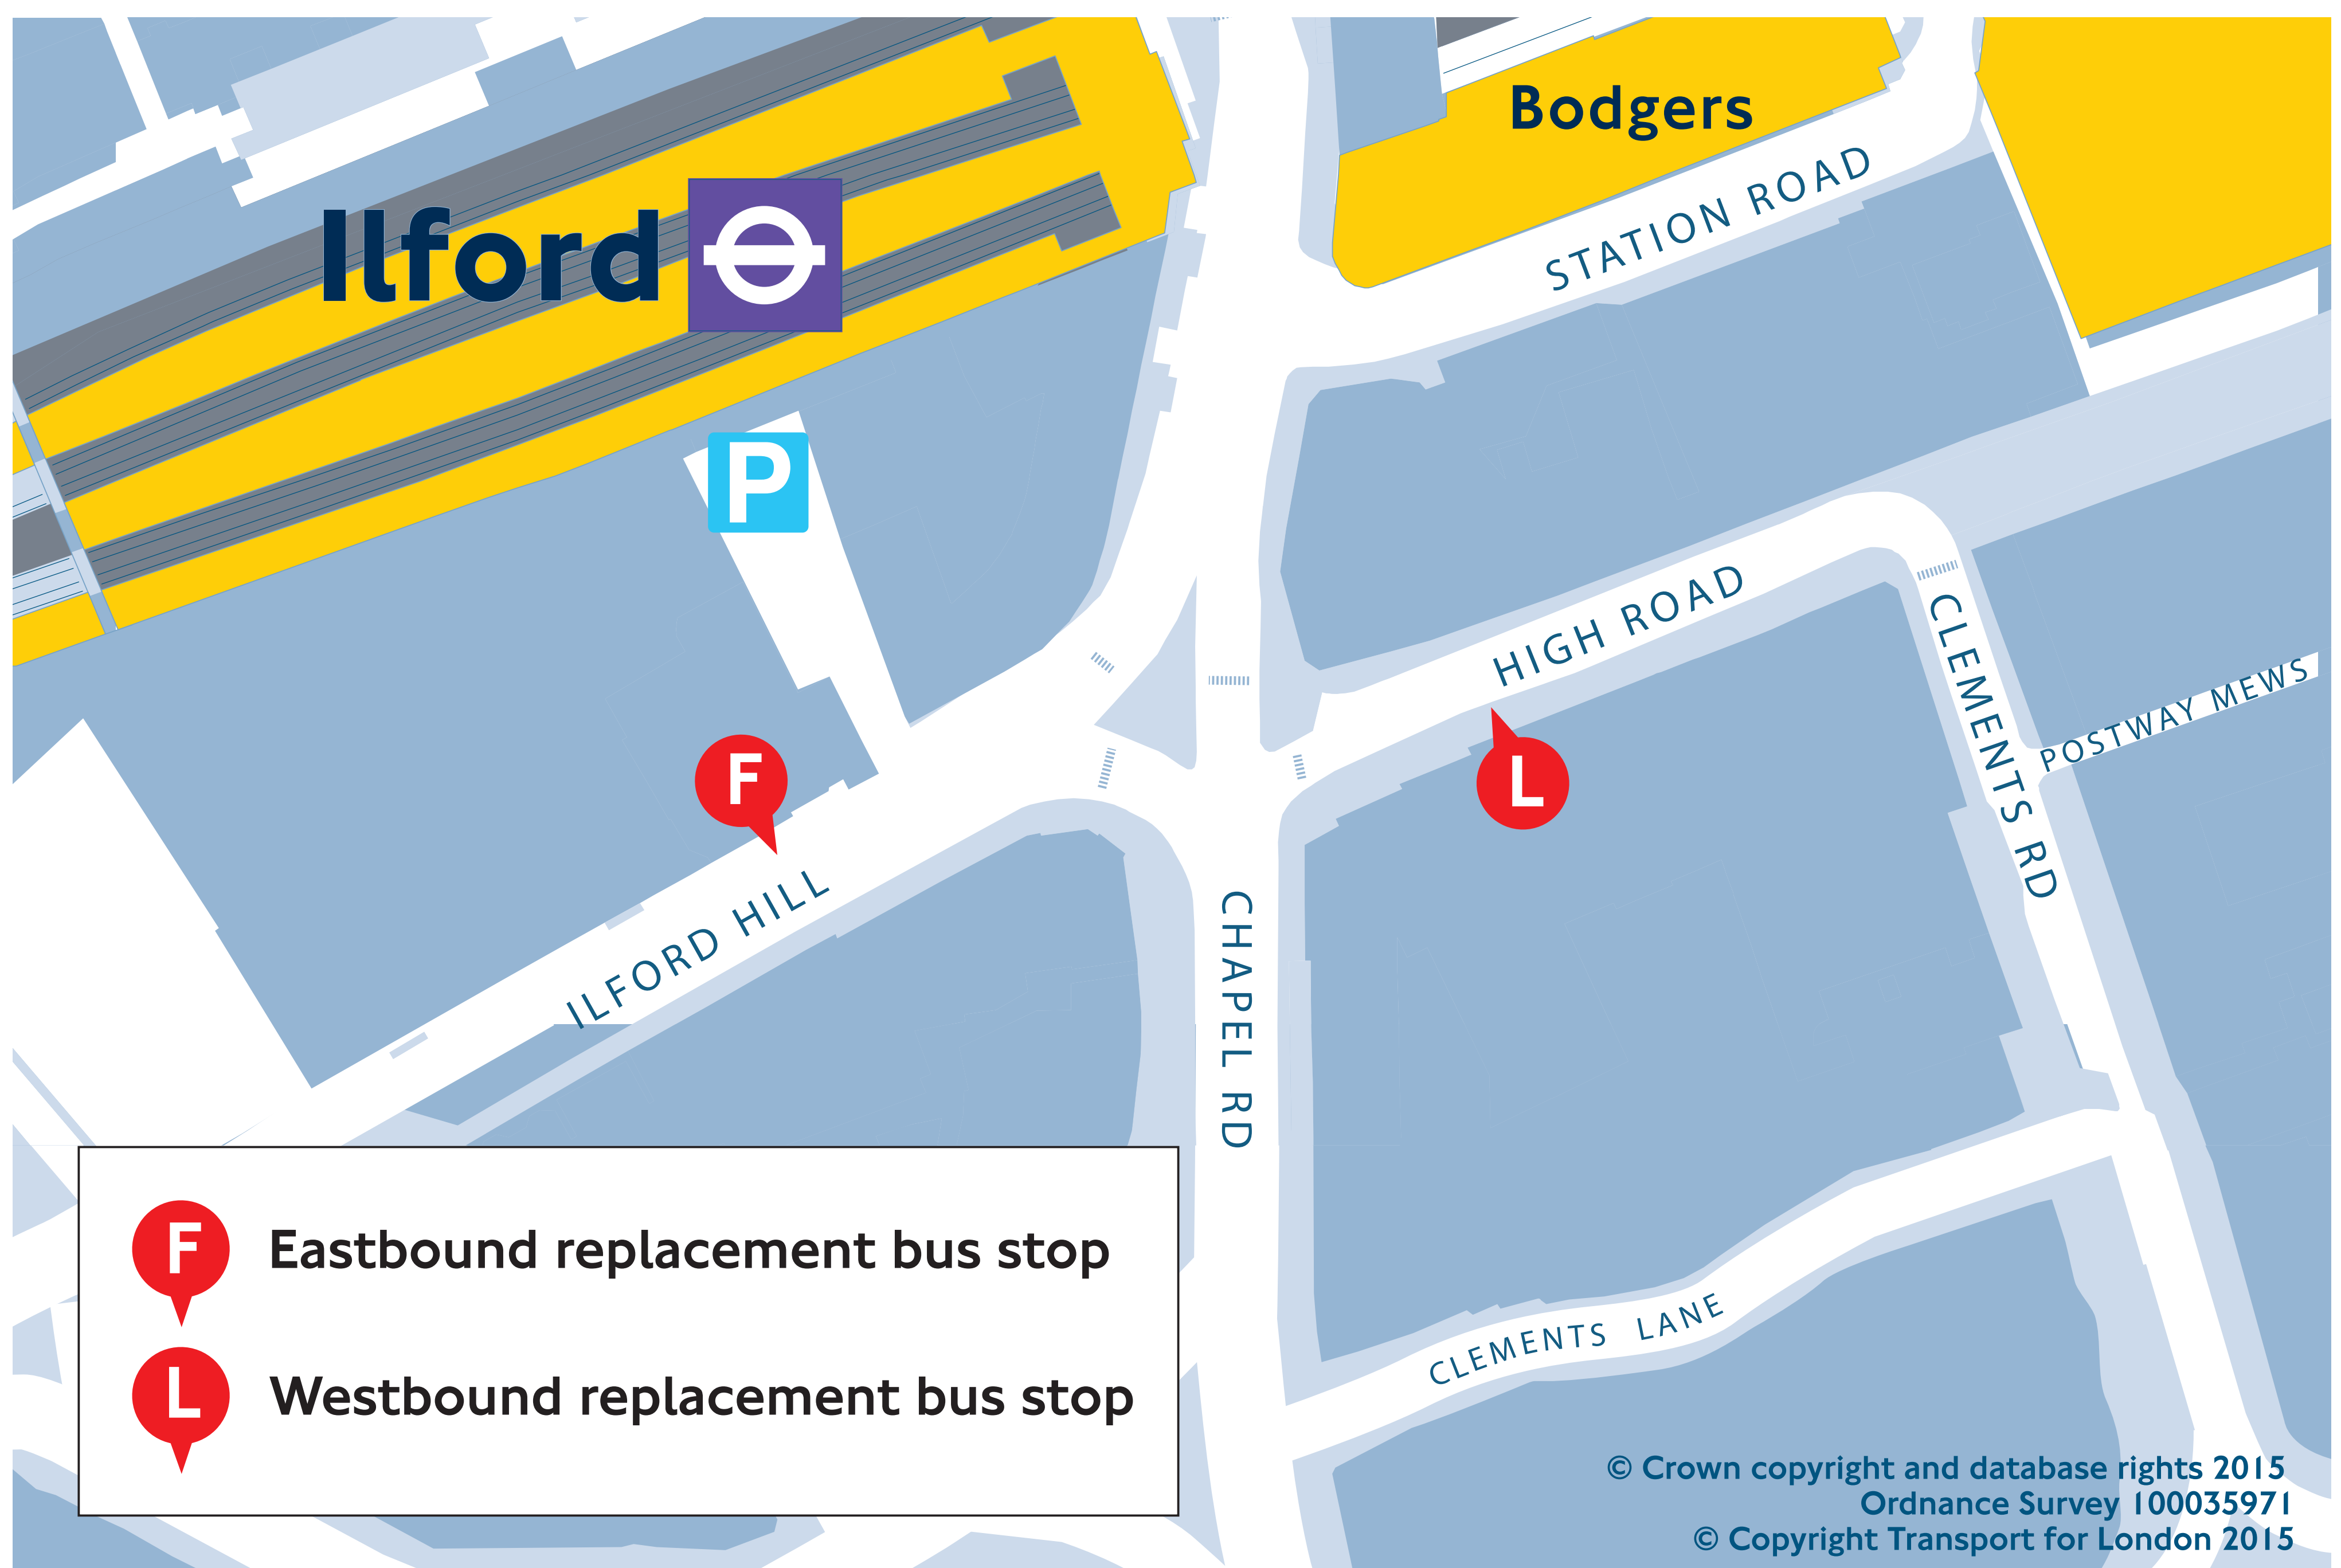 Bodgers
STATION ROAD
Ilford
P
HIGH ROAD
CLEMENTS RD
POSTWAY MEWS
F
L
ILFORD HILL
CHAPEL RD
F Eastbound replacement bus stop
L Westbound replacement bus stop
CLEMENTS LANE
© Crown copyright and database rights 2015
Ordnance Survey 100035971
© Copyright Transport for London 2015